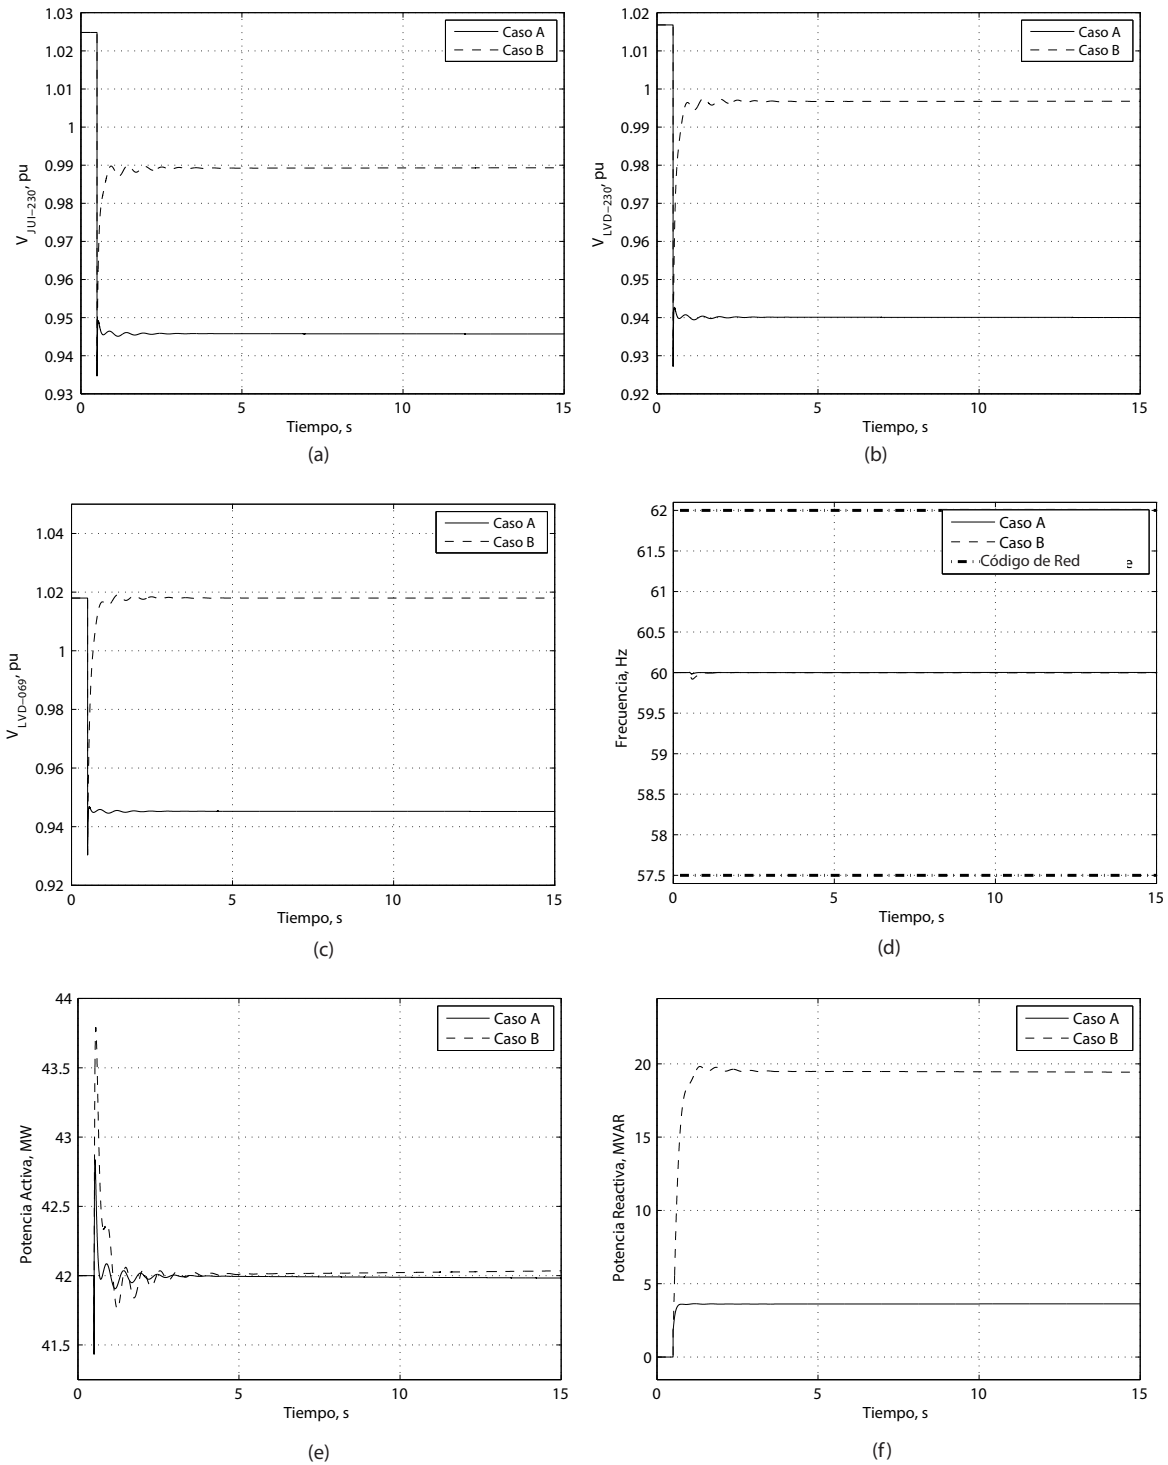 1.03
1.02
1.01
1
0.99
0.98
0.97
0.96
0.95
0.94
0.93
V JUI−230, pu
Caso A
Caso B
0
5
10
15
Tiempo, s
(a)
1.02
1.01
1
0.99
0.98
0.97
0.96
0.95
0.94
0.93
0.92
V LVD−230, pu
Caso A
Caso B
0
5
10
15
Tiempo, s
(b)
1.04
1.02
1
0.98
0.96
0.94
0.92
V LVD−069, pu
Caso A
Caso B
0
5
10
15
Tiempo, s
(c)
62
61.5
61
60.5
60
59.5
59
58.5
58
57.5
Frecuencia, Hz
Caso A
Caso B
Código de Red e
0
5
10
15
Tiempo, s
(d)
44
43.5
43
42.5
42
41.5
Potencia Activa, MW
Caso A
Caso B
0
5
10
15
Tiempo, s
(e)
20
15
10
5
0
Potencia Reactiva, MVAR
Caso A
Caso B
0
5
10
15
Tiempo, s
(f)